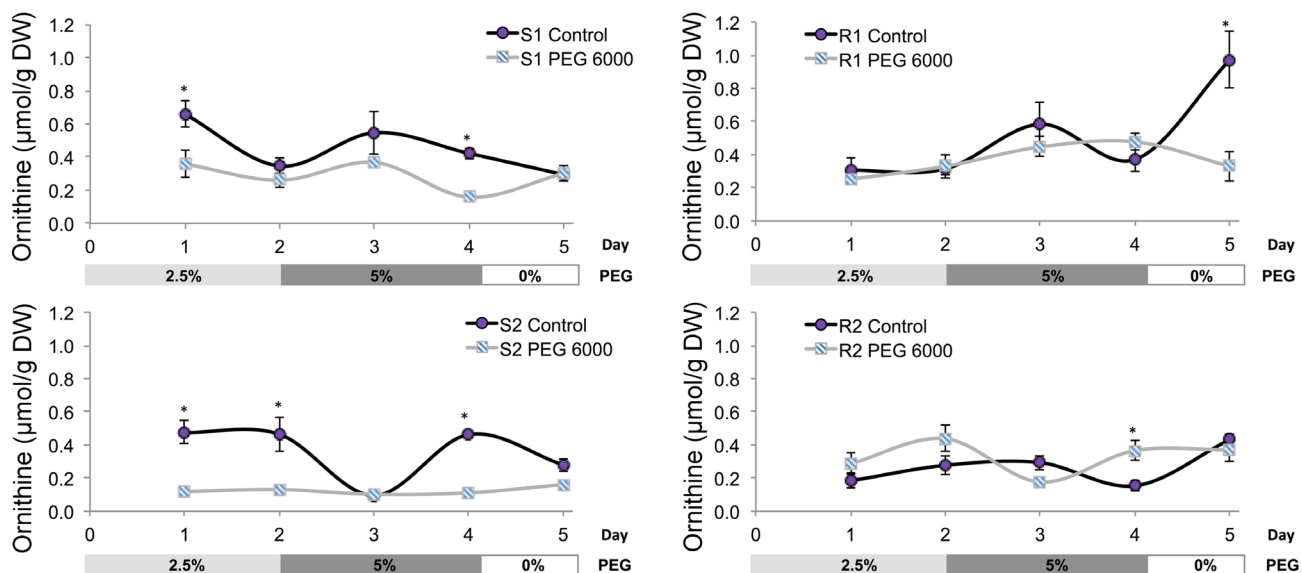 Ornithine (µmol/g DW)
1.2
1.0
0.8
0.6
0.4
0.2
0.0
S1 Control
S1 PEG 6000
*
*
0 1 2 3 4 5 Day
2.5% 5% 0% PEG
Ornithine (µmol/g DW)
1.2
1.0
0.8
0.6
0.4
0.2
0.0
R1 Control
R1 PEG 6000
*
0 1 2 3 4 5 Day
2.5% 5% 0% PEG
Ornithine (µmol/g DW)
1.2
1.0
0.8
0.6
0.4
0.2
0.0
S2 Control
S2 PEG 6000
*
*
*
0 1 2 3 4 5 Day
2.5% 5% 0% PEG
Ornithine (µmol/g DW)
1.2
1.0
0.8
0.6
0.4
0.2
0.0
R2 Control
R2 PEG 6000
*
0 1 2 3 4 5 Day
2.5% 5% 0% PEG